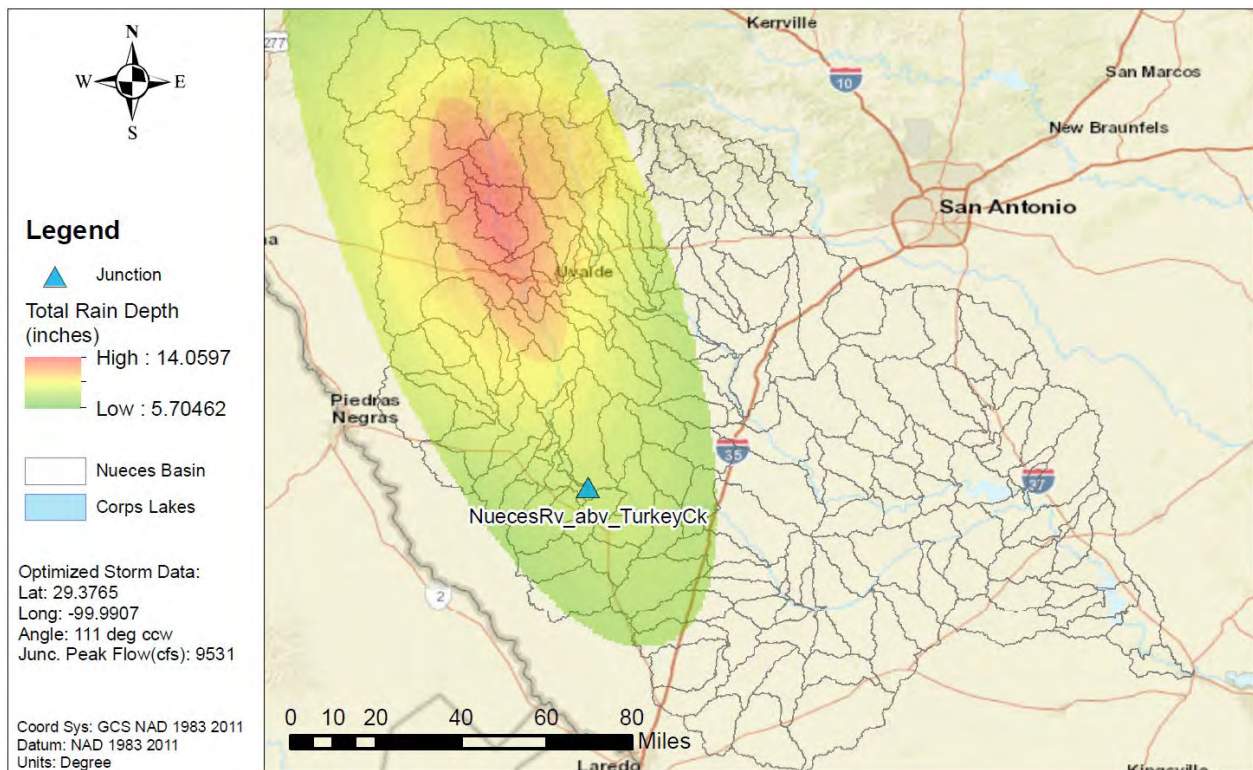 N
W
E
S
Legend
Junction
Total Rain Depth
(inches)
High : 14.0597
Low : 5.70462
Nueces Basin
Corps Lakes
Optimized Storm Data:
Lat: 29.3765
Long: -99.9907
Angle: 111 deg ccw
Junc. Peak Flow(cfs): 9531
Coord Sys: GCS NAD 1983 2011
Datum: NAD 1983 2011
Units: Degree
277
Kerrville
10
San Marcos
New Braunfels
San Antonio
na
Uvalde
Piedras
Negras
35
37
NuecesRv_abv_TurkeyCk
2
0 10 20 40 60 80
Miles
Laredo
Kingsville